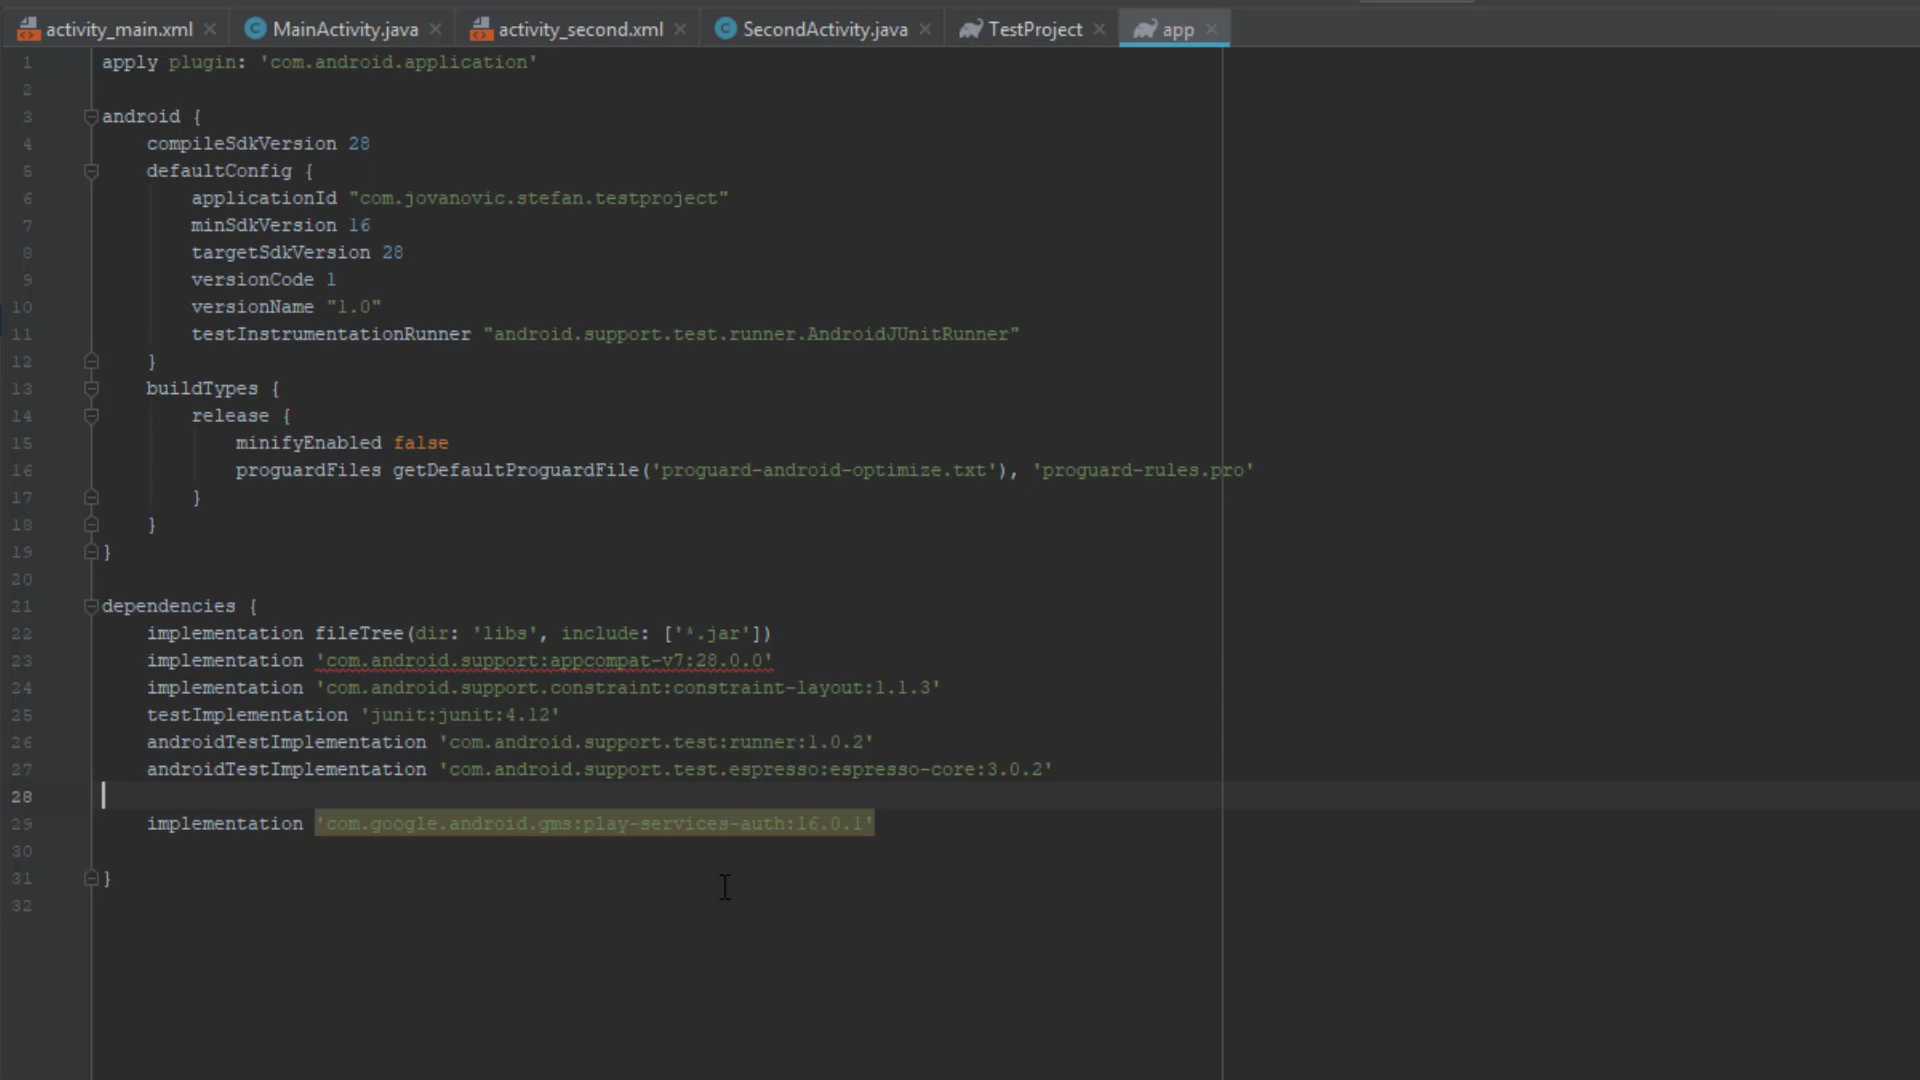 activity_main.xml MainActivity.java activity_second.xml SecondActivity.java TestProject app
1 apply plugin: 'com.android.application'
2
3 android {
4 compileSdkVersion 28
5 defaultConfig {
6 applicationId "com.jovanovic.stefan.testproject"
7 minSdkVersion 16
8 targetSdkVersion 28
9 versionCode 1
10 versionName "1.0"
11 testInstrumentationRunner "android.support.test.runner.AndroidJUnitRunner"
12 }
13 buildTypes {
14 release {
15 minifyEnabled false
16 proguardFiles getDefaultProguardFile('proguard-android-optimize.txt'), 'proguard-rules.pro'
17 }
18 }
19 }
20
21 dependencies {
22 implementation fileTree(dir: 'libs', include: ['*.jar'])
23 implementation 'com.android.support:appcompat-v7:28.0.0'
24 implementation 'com.android.support.constraint:constraint-layout:1.1.3'
25 testImplementation 'junit:junit:4.12'
26 androidTestImplementation 'com.android.support.test:runner:1.0.2'
27 androidTestImplementation 'com.android.support.test.espresso:espresso-core:3.0.2'
28
29 implementation 'com.google.android.gms:play-services-auth:16.0.1'
30
31 }
32